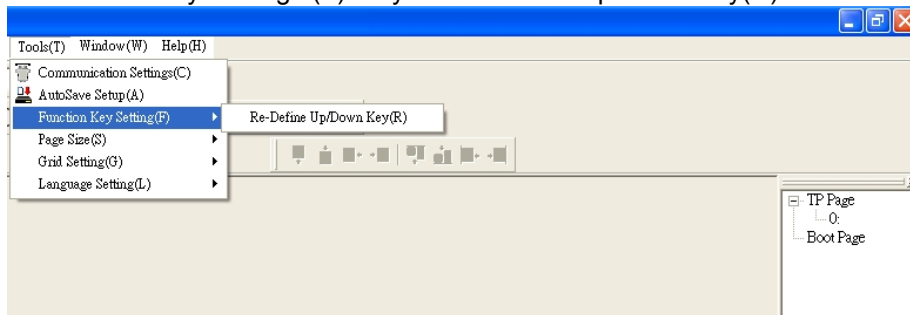 Tools(T) Window(W) Help(H)
Communication Settings(C)
AutoSave Setup(A)
Function Key Setting(F)
Re-Define Up/Down Key(R)
Page Size(S)
Grid Setting(G)
Language Setting(L)
TP Page
0:
Boot Page